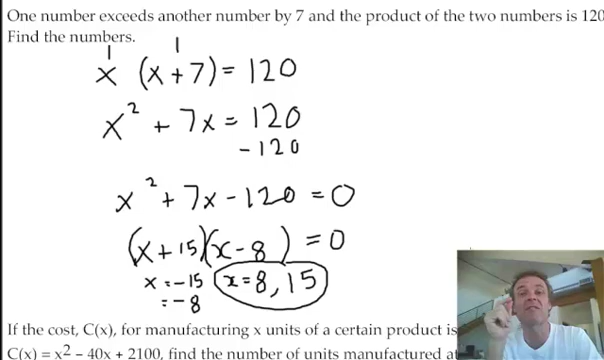 One number exceeds another number by 7 and the product of the two numbers is 120
Find the numbers.
x (x + 7) = 120
x² + 7x = 120
-120
x² + 7x - 120 = 0
(x + 15)(x - 8) = 0
x = -15 x = 8, 15
= -8
If the cost, C(x), for manufacturing x units of a certain product is
C(x) = x2 – 40x + 2100, find the number of units manufactured at